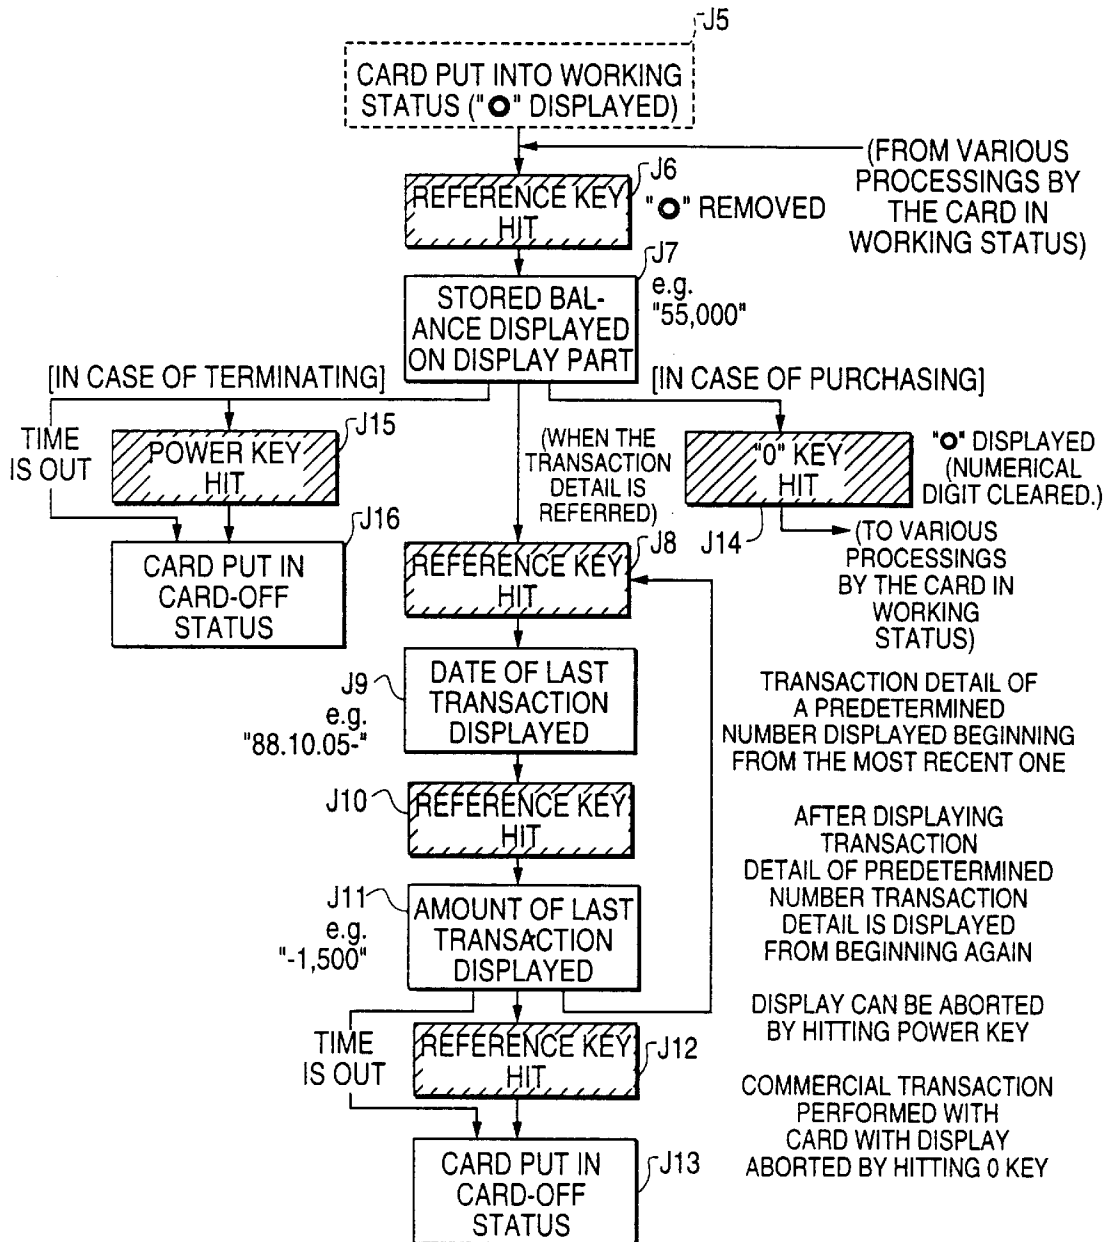 J5
CARD PUT INTO WORKING
STATUS ("O" DISPLAYED)
(FROM VARIOUS
PROCESSINGS BY
THE CARD IN
WORKING STATUS)
J6
REFERENCE KEY
HIT
"O" REMOVED
J7
e.g.
"55,000"
STORED BAL-
ANCE DISPLAYED
ON DISPLAY PART
[IN CASE OF TERMINATING]
[IN CASE OF PURCHASING]
TIME
IS OUT
J15
POWER KEY
HIT
(WHEN THE
TRANSACTION
DETAIL IS
REFERRED)
"0" KEY
HIT
"O" DISPLAYED
(NUMERICAL
DIGIT CLEARED.)
J16
CARD PUT IN
CARD-OFF
STATUS
J8
REFERENCE KEY
HIT
J14
(TO VARIOUS
PROCESSINGS
BY THE CARD IN
WORKING
STATUS)
J9
e.g.
"88.10.05-"
DATE OF LAST
TRANSACTION
DISPLAYED
TRANSACTION DETAIL OF
A PREDETERMINED
NUMBER DISPLAYED BEGINNING
FROM THE MOST RECENT ONE
J10
REFERENCE KEY
HIT
AFTER DISPLAYING
TRANSACTION
DETAIL OF PREDETERMINED
NUMBER TRANSACTION
DETAIL IS DISPLAYED
FROM BEGINNING AGAIN
J11
e.g.
"-1,500"
AMOUNT OF LAST
TRANSACTION
DISPLAYED
DISPLAY CAN BE ABORTED
BY HITTING POWER KEY
TIME
IS OUT
REFERENCE KEY
HIT
J12
COMMERCIAL TRANSACTION
PERFORMED WITH
CARD WITH DISPLAY
ABORTED BY HITTING 0 KEY
CARD PUT IN
CARD-OFF
STATUS
J13